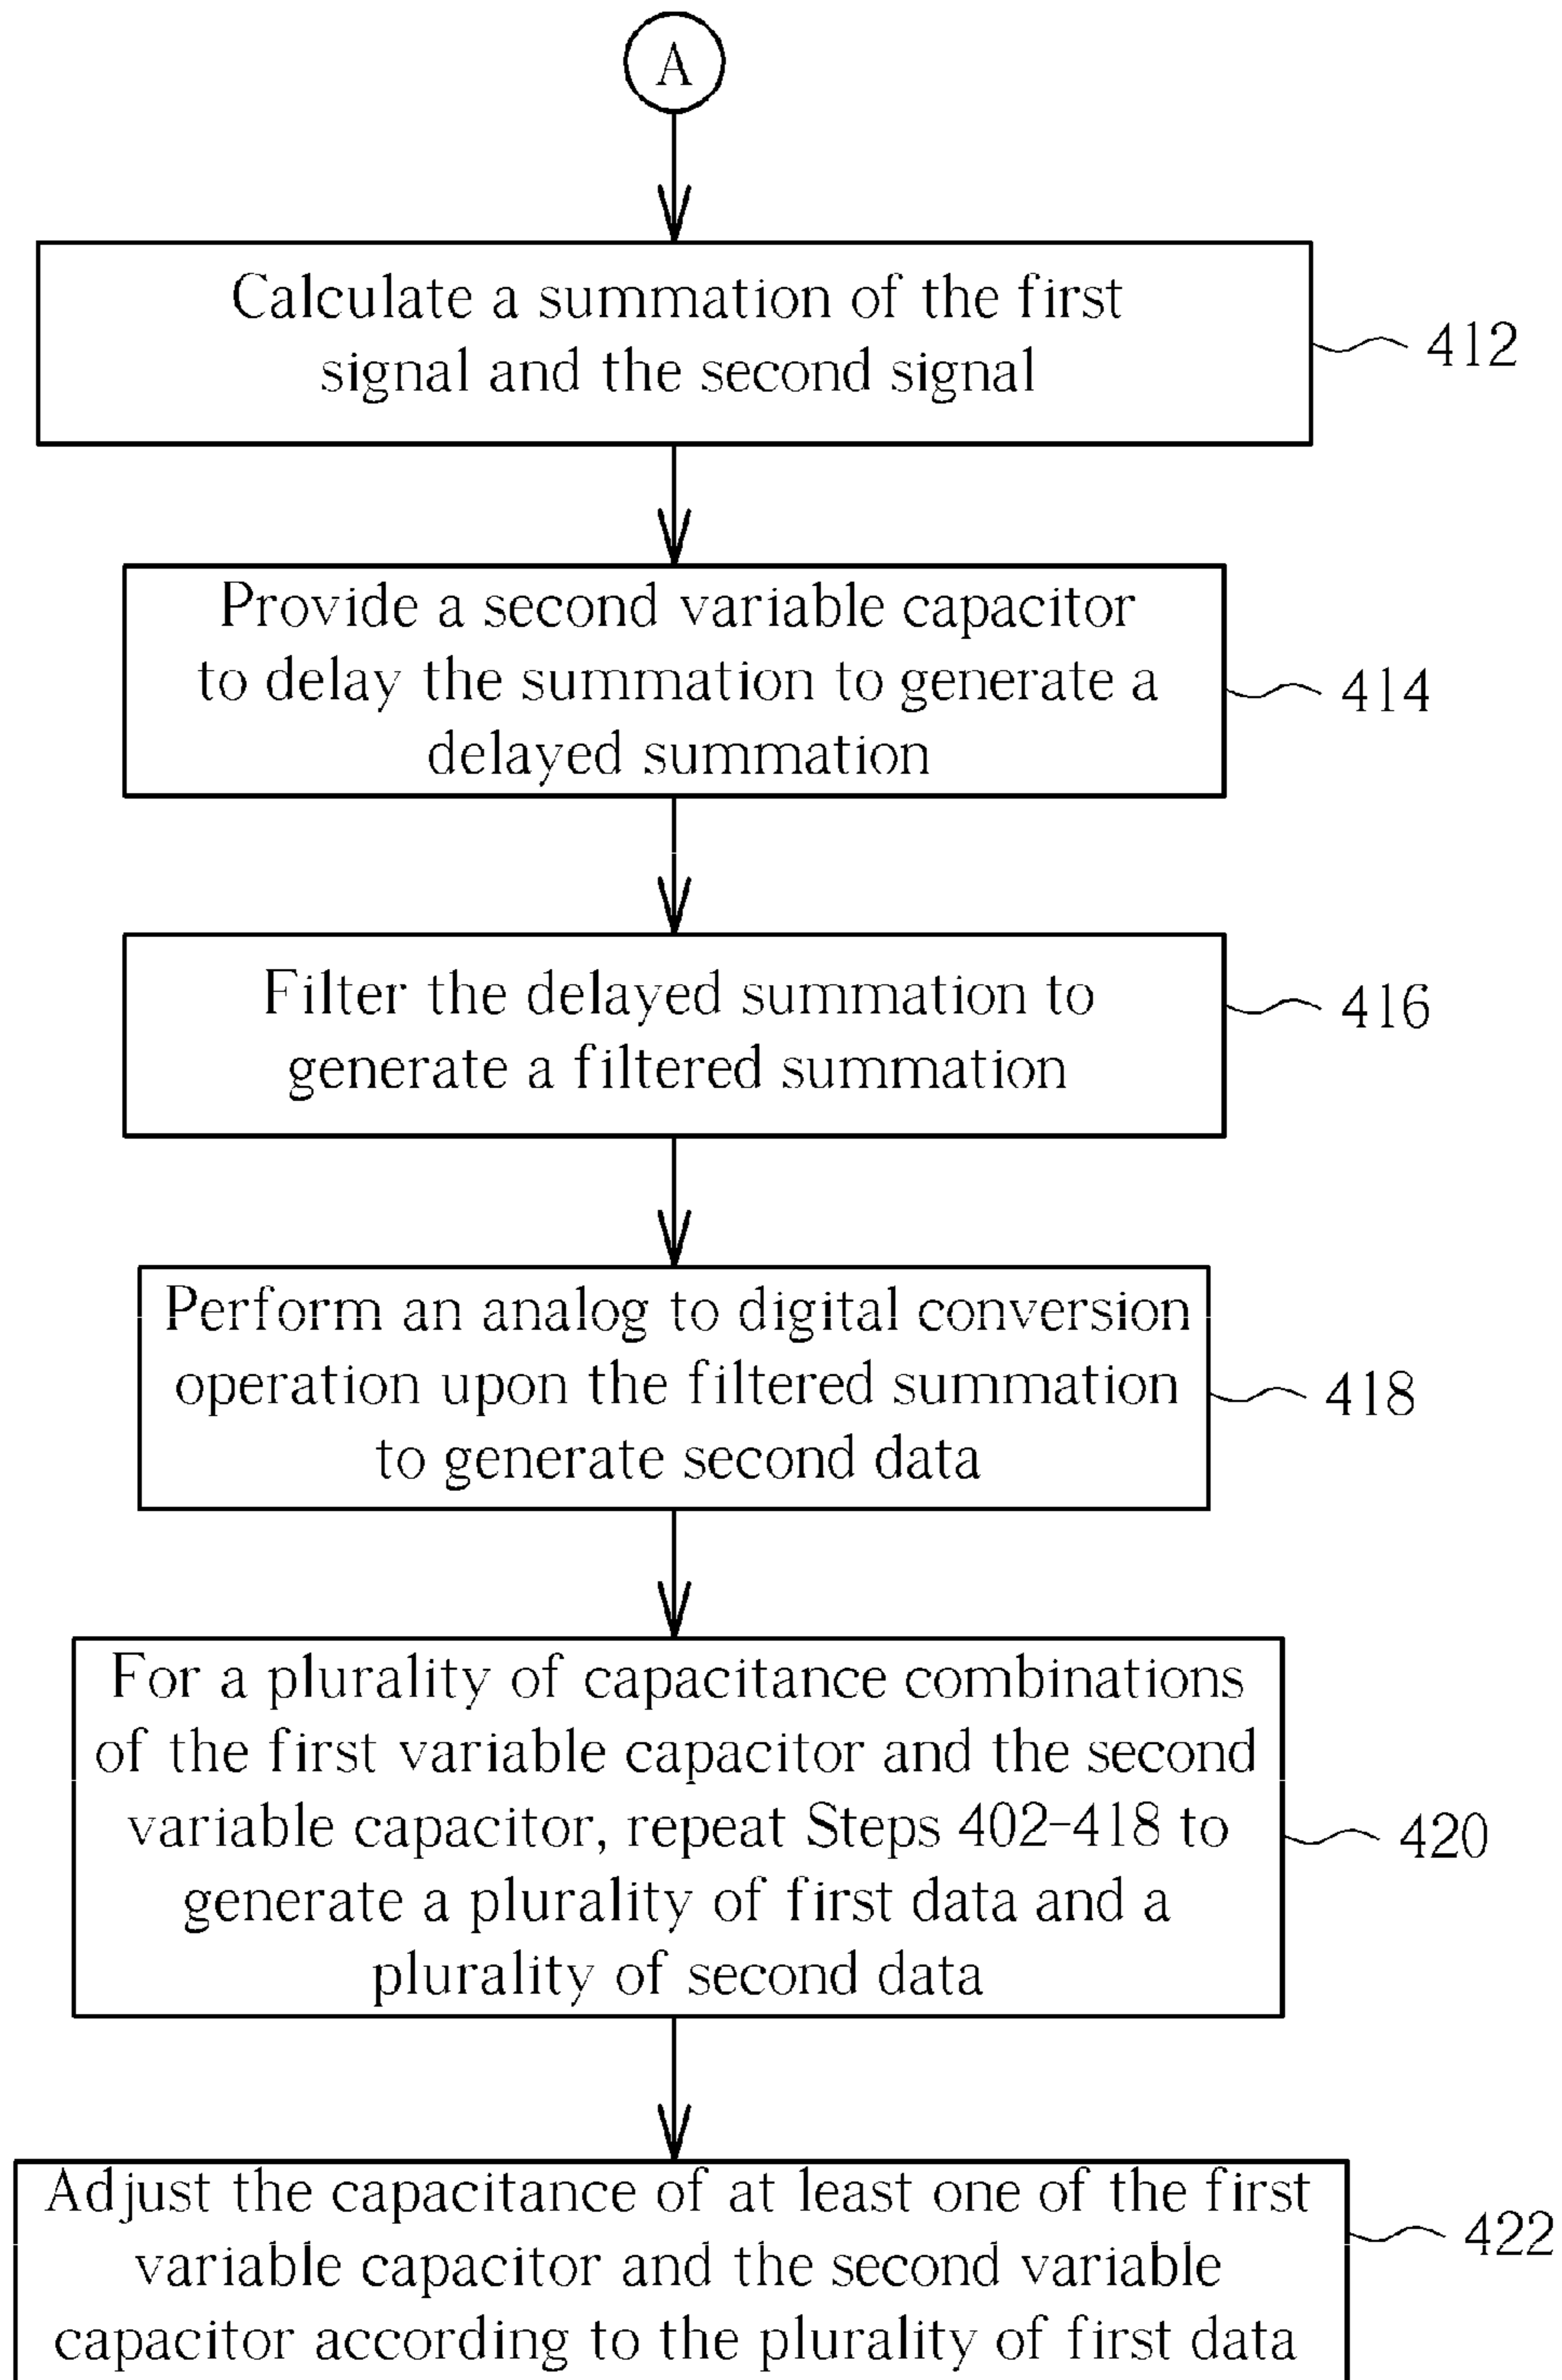 A
Calculate a summation of the first
signal and the second signal
412
Provide a second variable capacitor
to delay the summation to generate a
delayed summation
414
Filter the delayed summation to
generate a filtered summation
416
Perform an analog to digital conversion
operation upon the filtered summation
to generate second data
418
For a plurality of capacitance combinations
of the first variable capacitor and the second
variable capacitor, repeat Steps 402-418 to
generate a plurality of first data and a
plurality of second data
420
Adjust the capacitance of at least one of the first
variable capacitor and the second variable
capacitor according to the plurality of first data
422